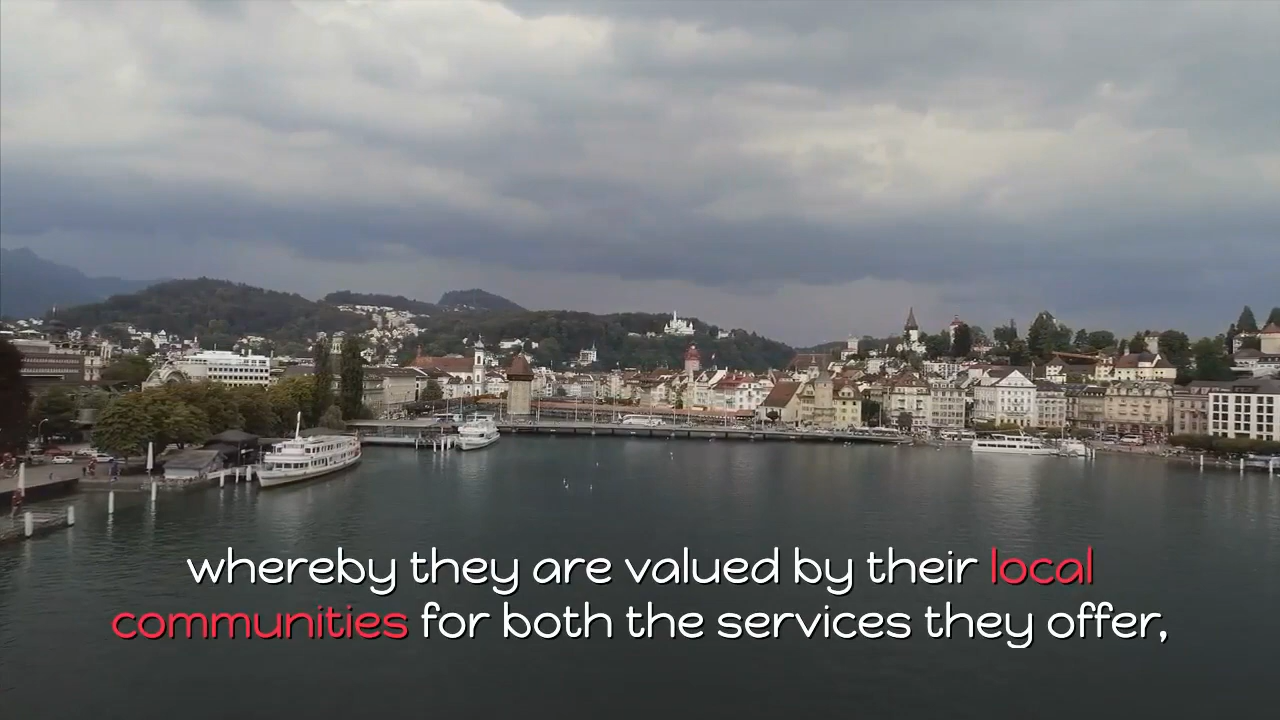 whereby they are valued by their local
communities for both the services they offer,